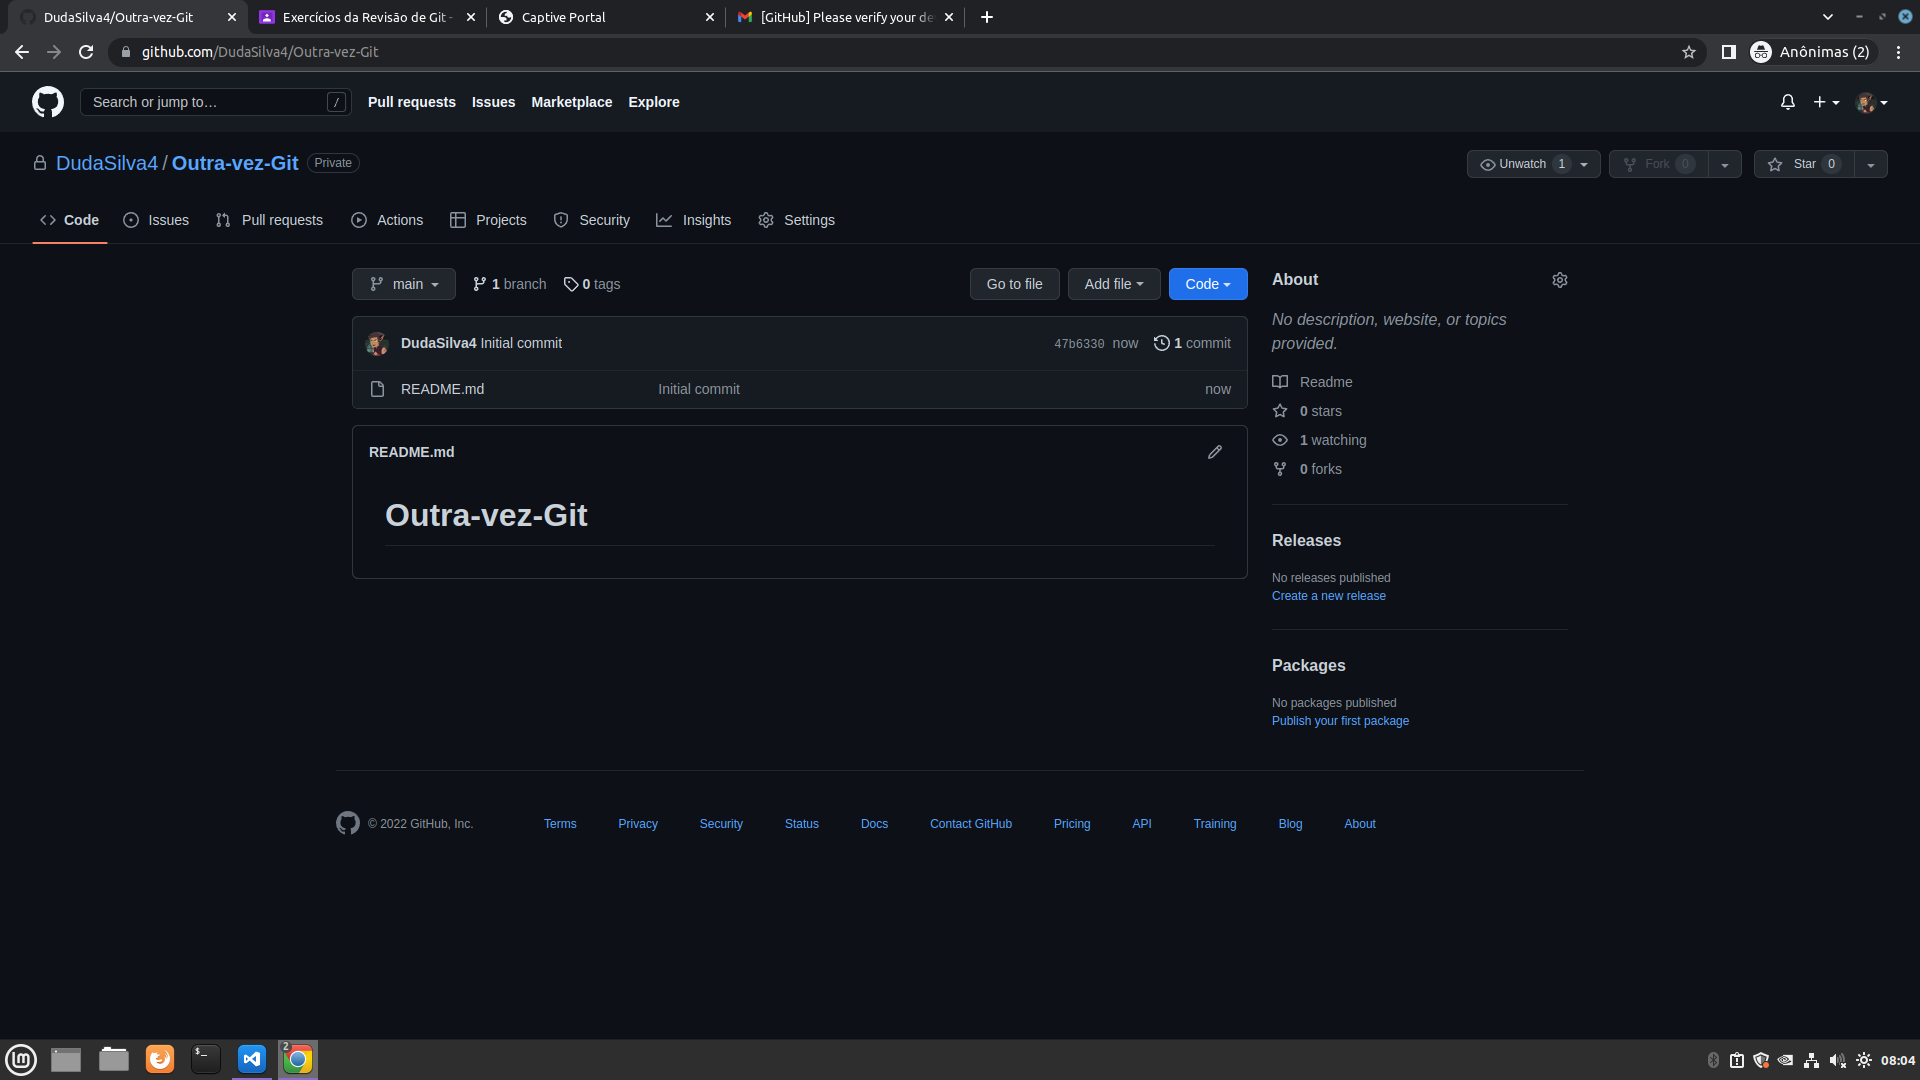 DudaSilva4/Outra-vez-Git
Exercícios da Revisão de Git -
Captive Portal
[GitHub] Please verify your de
github.com/DudaSilva4/Outra-vez-Git
Anônimas (2)
Search or jump to…
/
Pull requests
Issues
Marketplace
Explore
DudaSilva4 / Outra-vez-Git
Private
Unwatch 1
Fork 0
Star 0
Code
Issues
Pull requests
Actions
Projects
Security
Insights
Settings
main
1 branch
0 tags
Go to file
Add file
Code
DudaSilva4 Initial commit
47b6330 now
1 commit
README.md
Initial commit
now
README.md
Outra-vez-Git
About
No description, website, or topics
provided.
Readme
0 stars
1 watching
0 forks
Releases
No releases published
Create a new release
Packages
No packages published
Publish your first package
© 2022 GitHub, Inc.
Terms
Privacy
Security
Status
Docs
Contact GitHub
Pricing
API
Training
Blog
About
$_
2
08:04